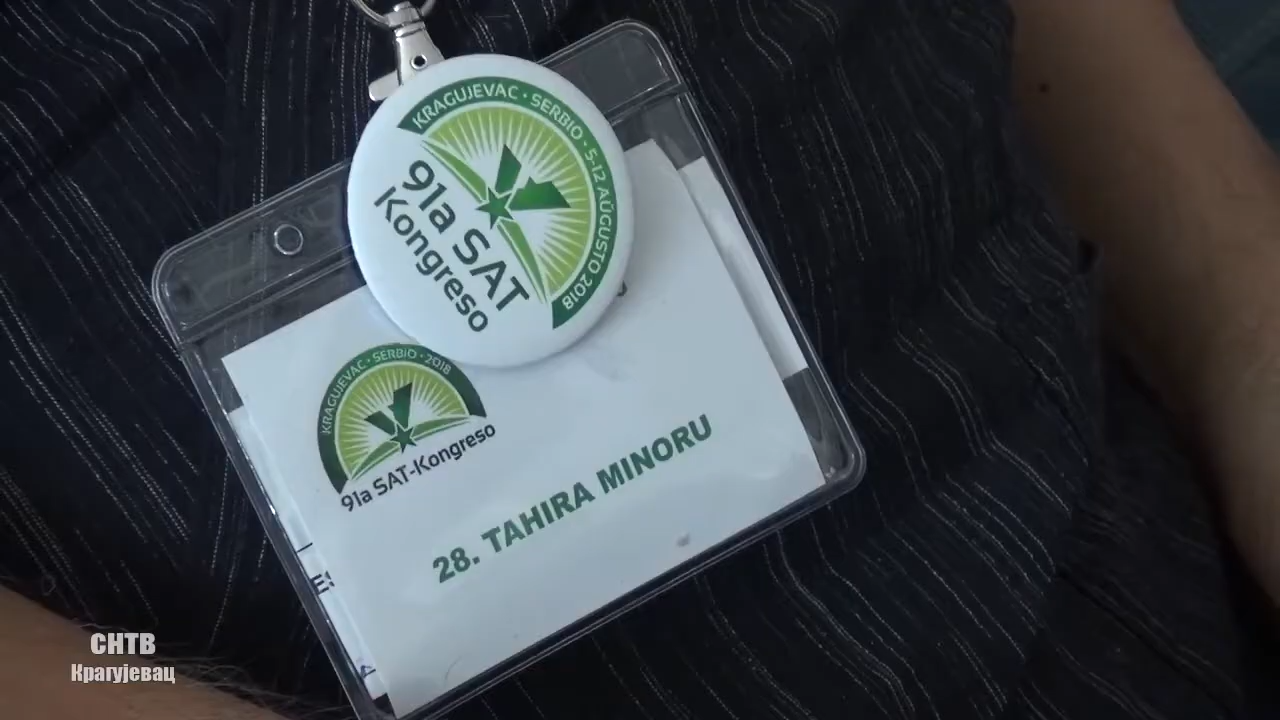 KRAGUJEVAC · SERBIO · 5-12 AŬGUSTO 2018
91a SAT
Kongreso
KRAGUJEVAC · SERBIO · 2018
91a SAT-Kongreso
28. TAHIRA MINORU
СНТВ
Крагујевац